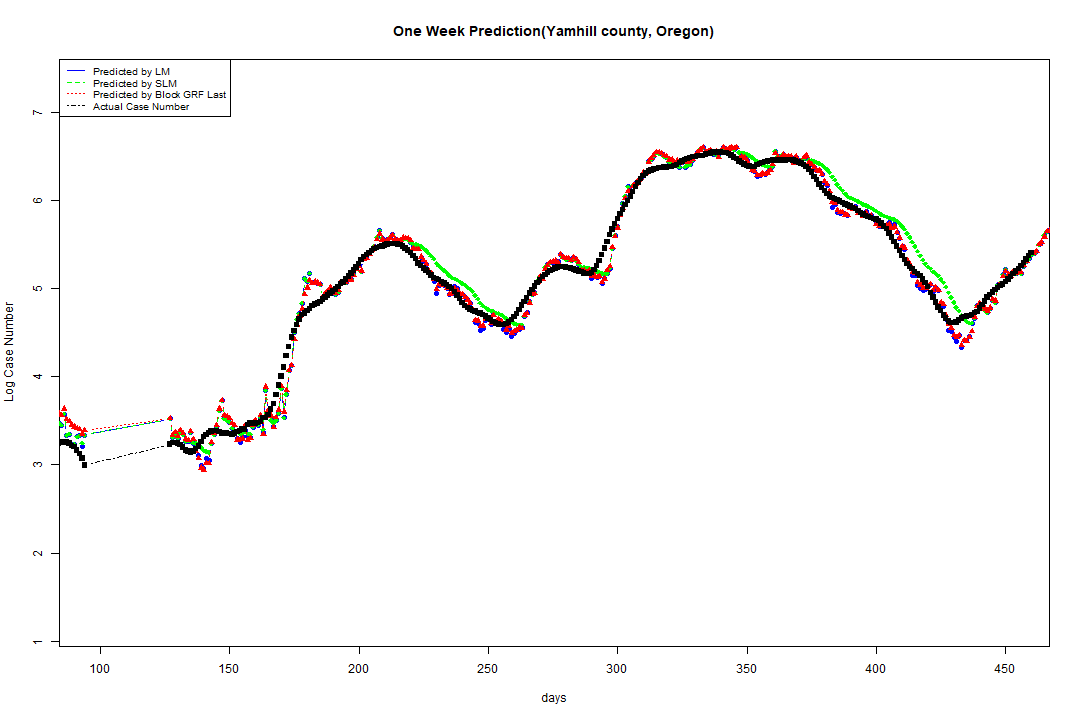 One Week Prediction(Yamhill county, Oregon)
Predicted by LM
Predicted by SLM
Predicted by Block GRF Last
Actual Case Number
7
6
5
4
3
2
1
Log Case Number
100 150 200 250 300 350 400 450
days